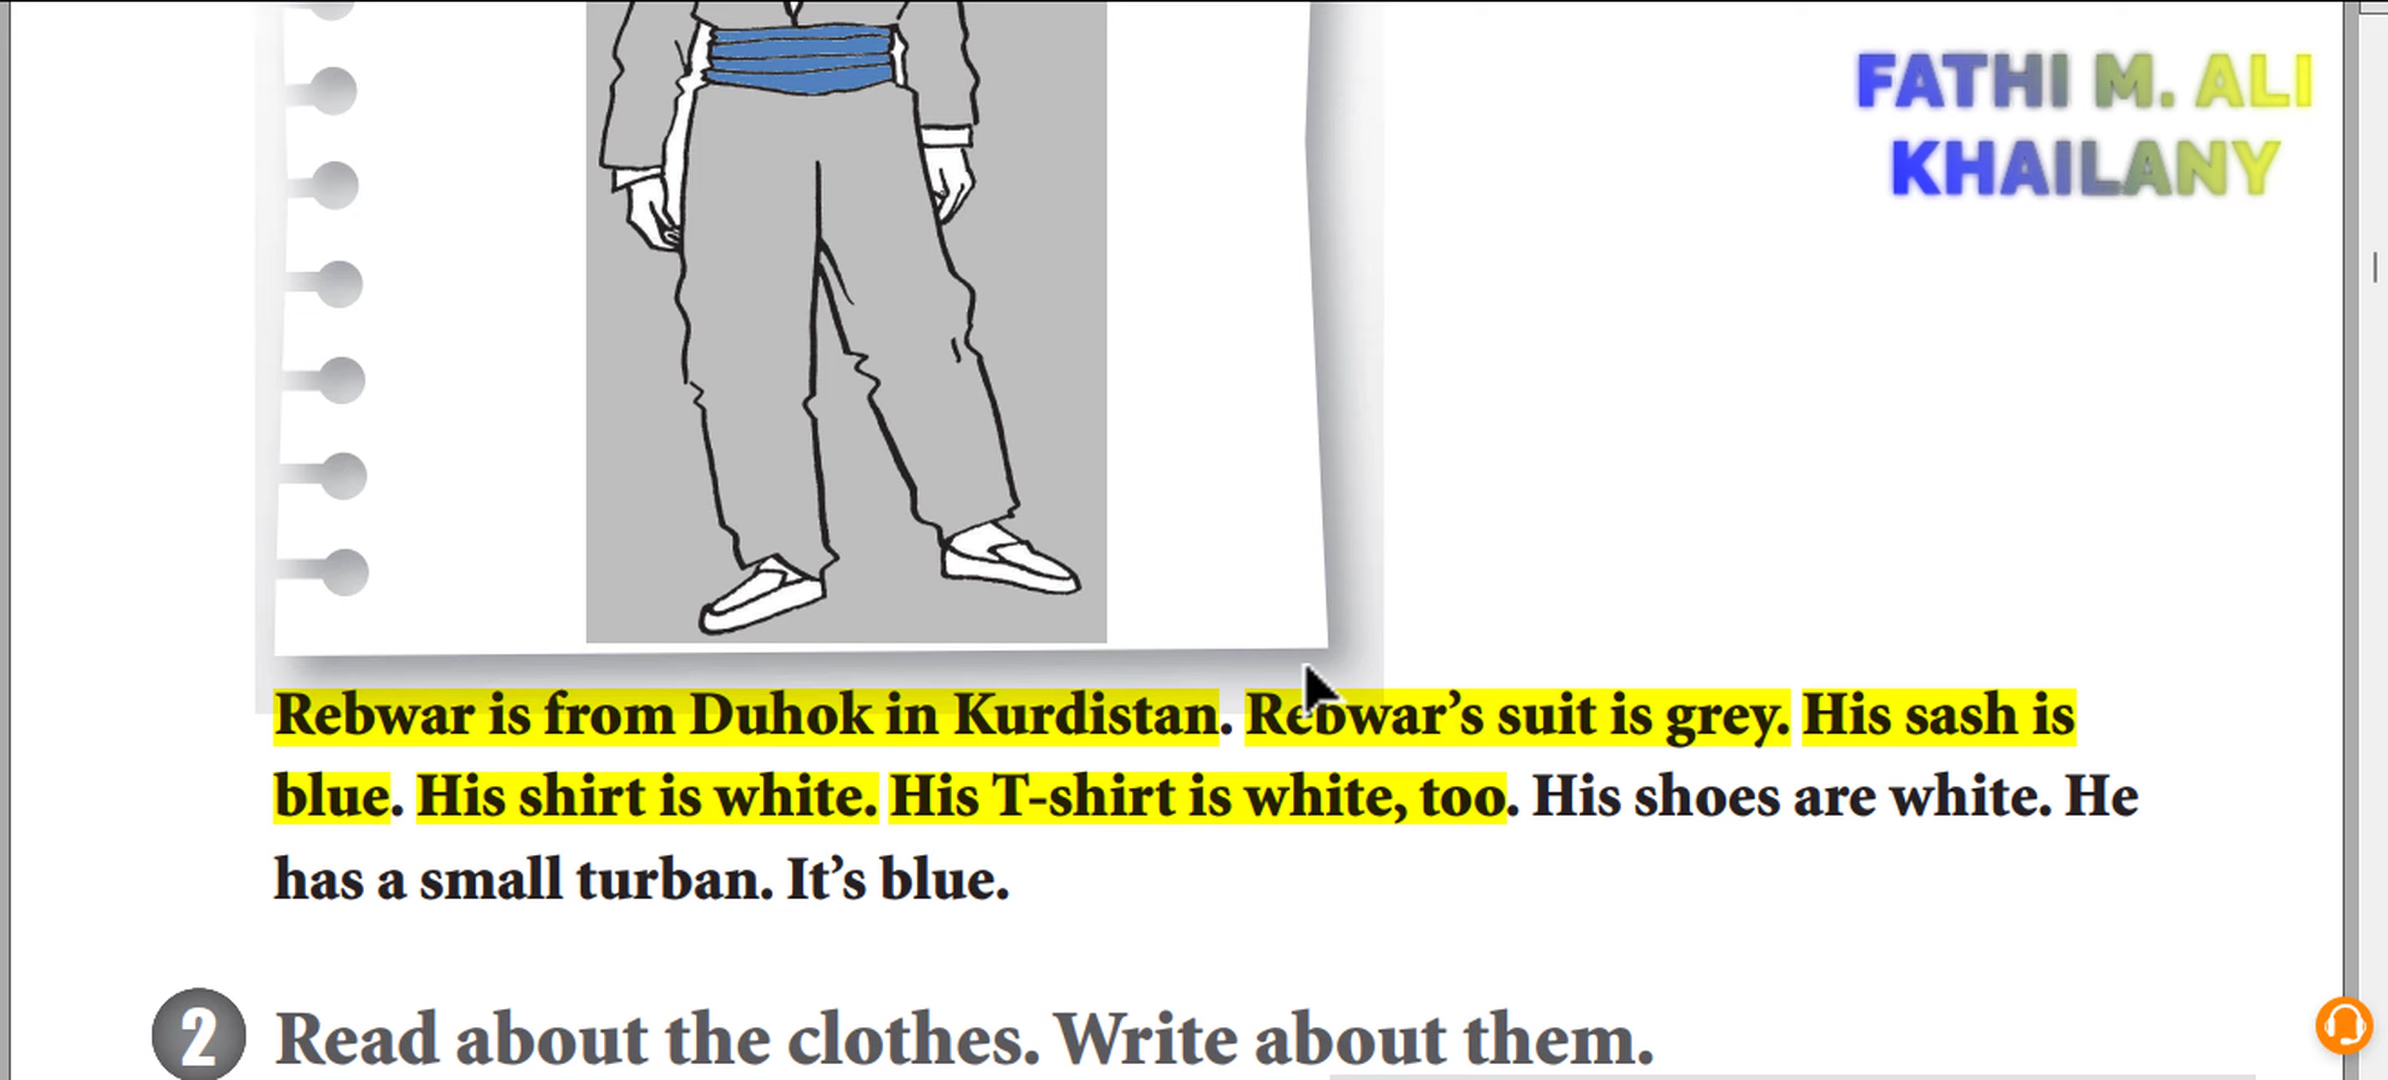 FATHI M. ALI
KHAILANY
Rebwar is from Duhok in Kurdistan. Rebwar’s suit is grey. His sash is
blue. His shirt is white. His T-shirt is white, too. His shoes are white. He
has a small turban. It’s blue.
2 Read about the clothes. Write about them.